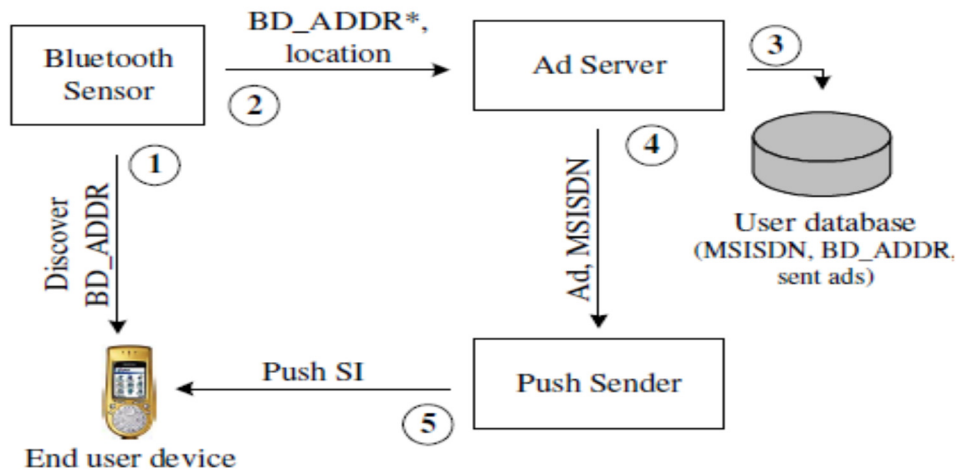 BD_ADDR*,
location
Bluetooth
Sensor
2
Ad Server
3
1
Discover
BD_ADDR
4
Ad, MSISDN
User database
(MSISDN, BD_ADDR,
sent ads)
Push SI
5
Push Sender
End user device